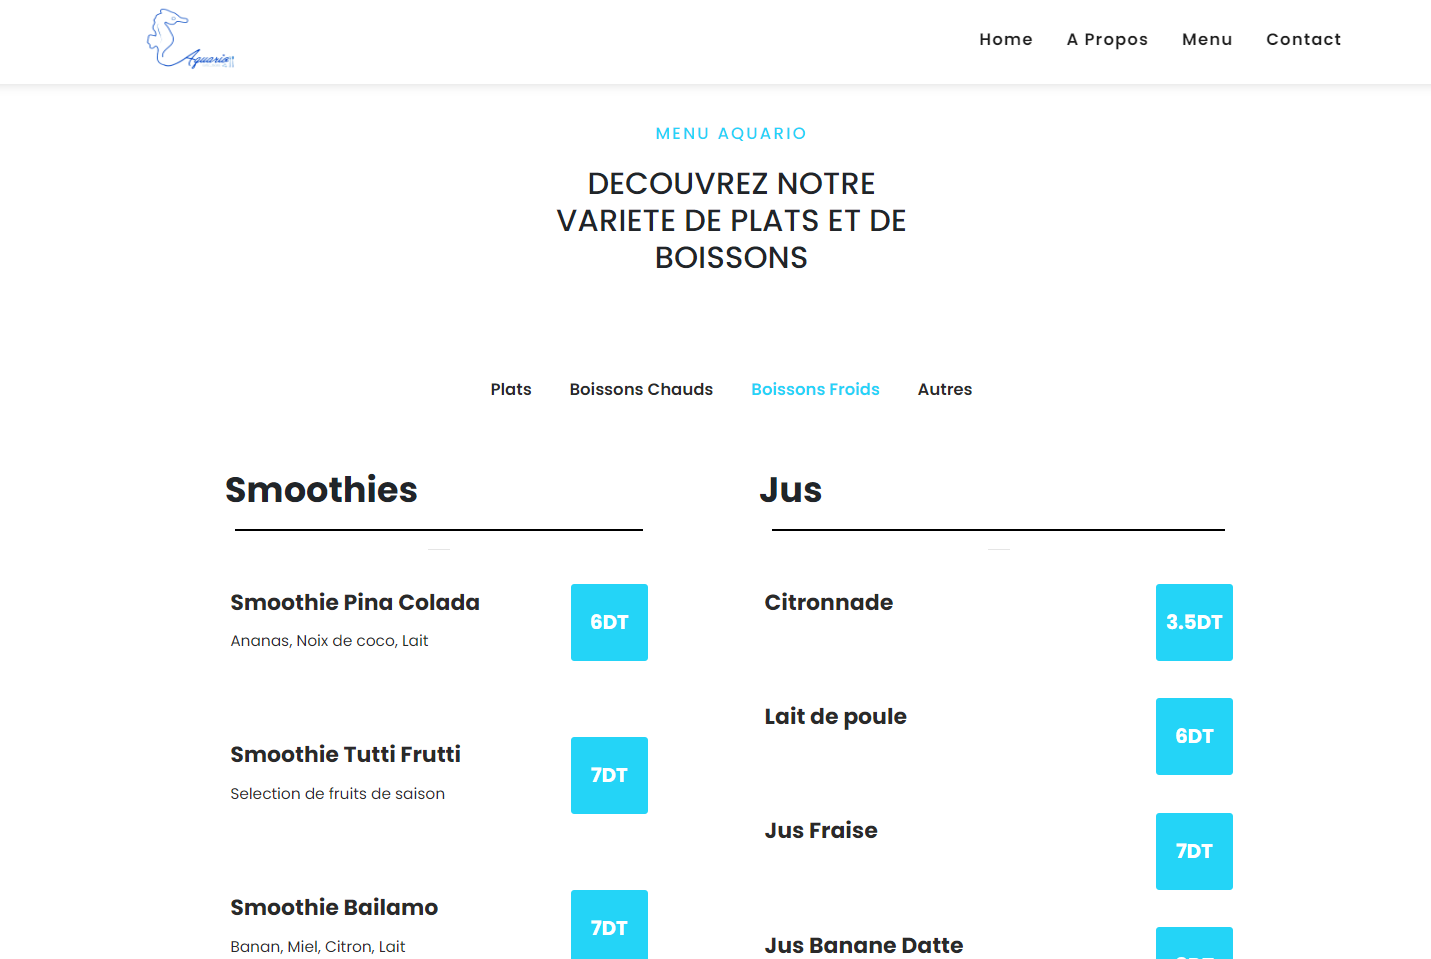 Aquario
Home
A Propos
Menu
Contact
MENU AQUARIO
DECOUVREZ NOTRE
VARIETE DE PLATS ET DE
BOISSONS
Plats
Boissons Chauds
Boissons Froids
Autres
Smoothies
Smoothie Pina Colada
6DT
Ananas, Noix de coco, Lait
Smoothie Tutti Frutti
7DT
Selection de fruits de saison
Smoothie Bailamo
7DT
Banan, Miel, Citron, Lait
Jus
Citronnade
3.5DT
Lait de poule
6DT
Jus Fraise
7DT
Jus Banane Datte